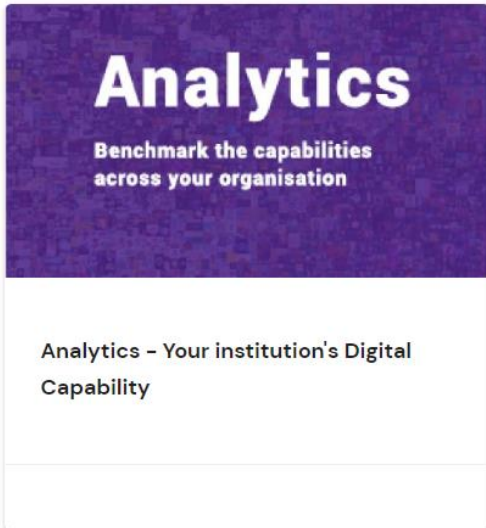 Analytics
Benchmark the capabilities
across your organisation
Analytics – Your institution's Digital
Capability